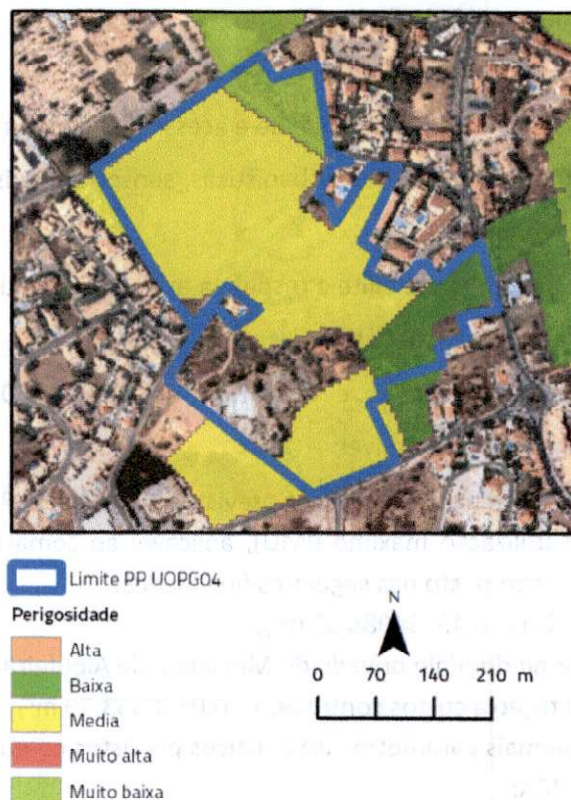 Limite PP UOPG04
Perigosidade
Alta
Baixa
Media
Muito alta
Muito baixa
N
0 70 140 210 m